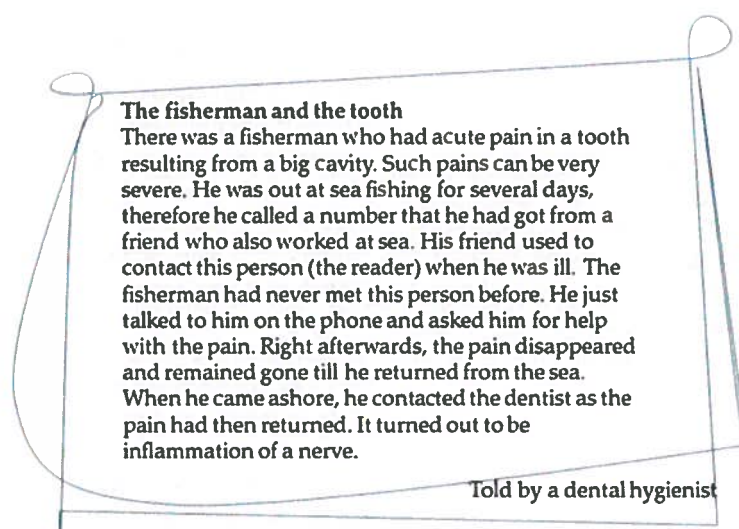 The fisherman and the tooth
There was a fisherman who had acute pain in a tooth
resulting from a big cavity. Such pains can be very
severe. He was out at sea fishing for several days,
therefore he called a number that he had got from a
friend who also worked at sea. His friend used to
contact this person (the reader) when he was ill. The
fisherman had never met this person before. He just
talked to him on the phone and asked him for help
with the pain. Right afterwards, the pain disappeared
and remained gone till he returned from the sea.
When he came ashore, he contacted the dentist as the
pain had then returned. It turned out to be
inflammation of a nerve.
Told by a dental hygienist